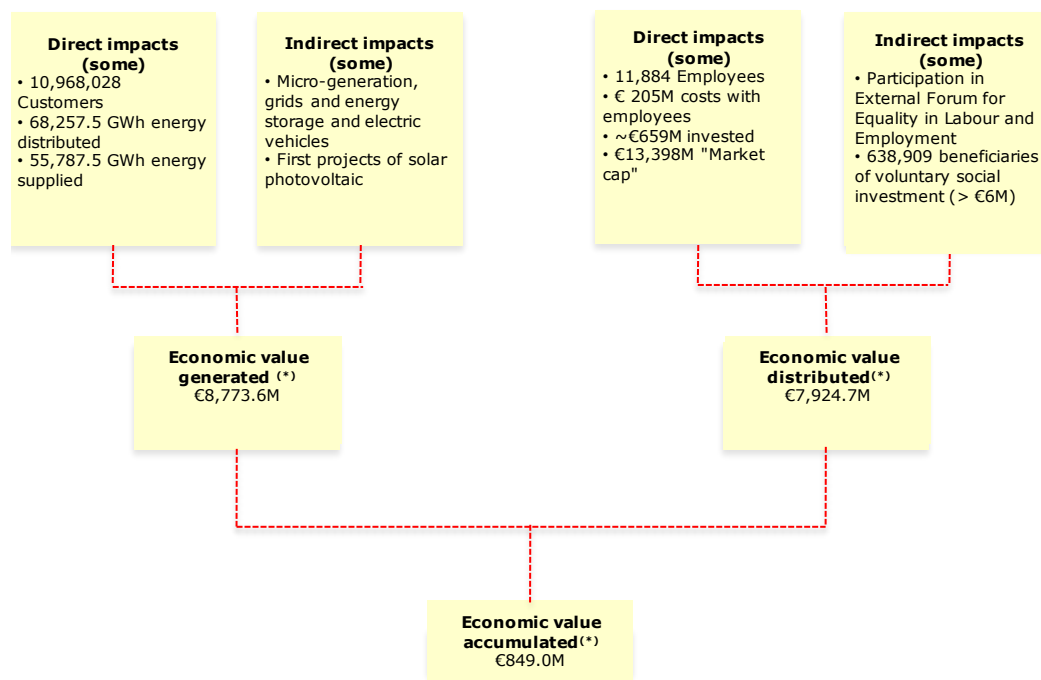 Direct impacts
(some)
• 10,968,028
Customers
• 68,257.5 GWh energy
distributed
• 55,787.5 GWh energy
supplied
Indirect impacts
(some)
• Micro-generation,
grids and energy
storage and electric
vehicles
• First projects of solar
photovoltaic
Direct impacts
(some)
• 11,884 Employees
• € 205M costs with
employees
• ~€659M invested
• €13,398M "Market
cap"
Indirect impacts
(some)
• Participation in
External Forum for
Equality in Labour and
Employment
• 638,909 beneficiaries
of voluntary social
investment (> €6M)
Economic value
generated (*)
€8,773.6M
Economic value
distributed(*)
€7,924.7M
Economic value
accumulated(*)
€849.0M